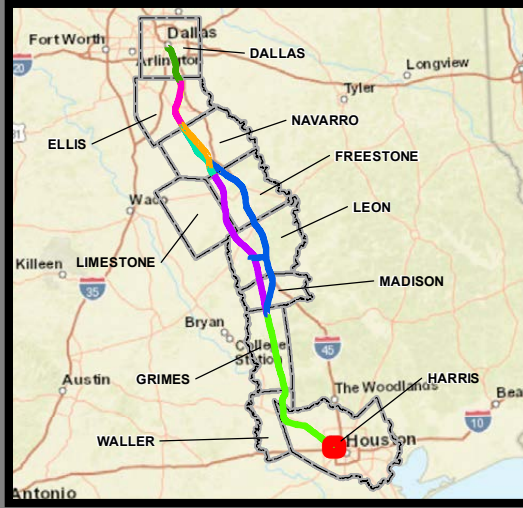 Dallas
Fort Worth
DALLAS
Arlington
Longview
20
Tyler
NAVARRO
ELLIS
FREESTONE
Waco
LEON
LIMESTONE
Killeen
MADISON
35
Bryan
College
Station
45
GRIMES
Austin
The Woodlands
HARRIS
10
WALLER
Houston
Antonio